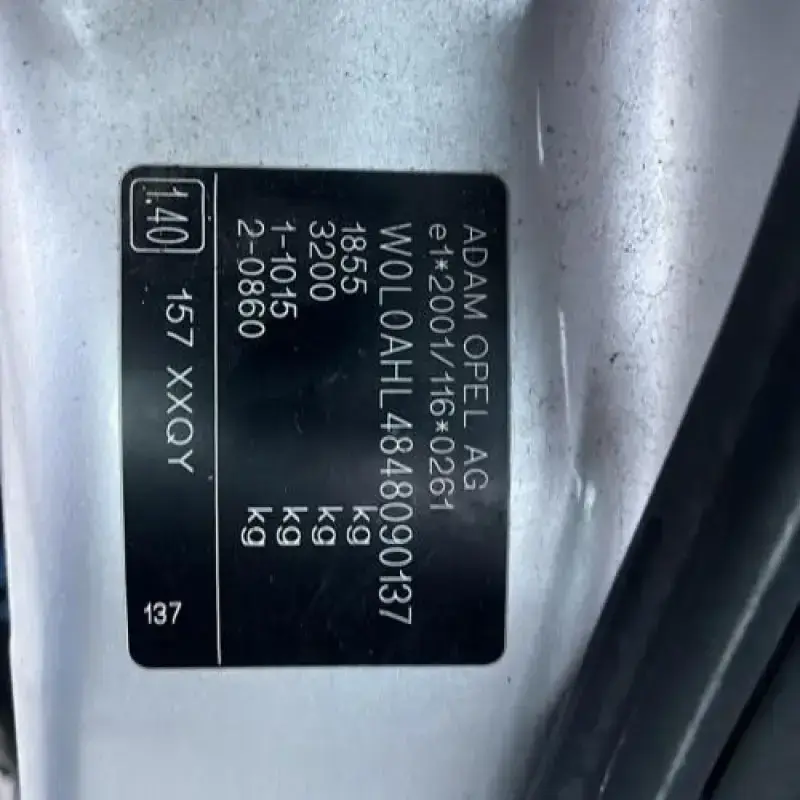 ADAM OPEL AG
e1*2001/116*0261
W0L0AHL4848090137
1855 kg
3200 kg
1-1015 kg
2-0860 kg
1.40 157 XXQY 137